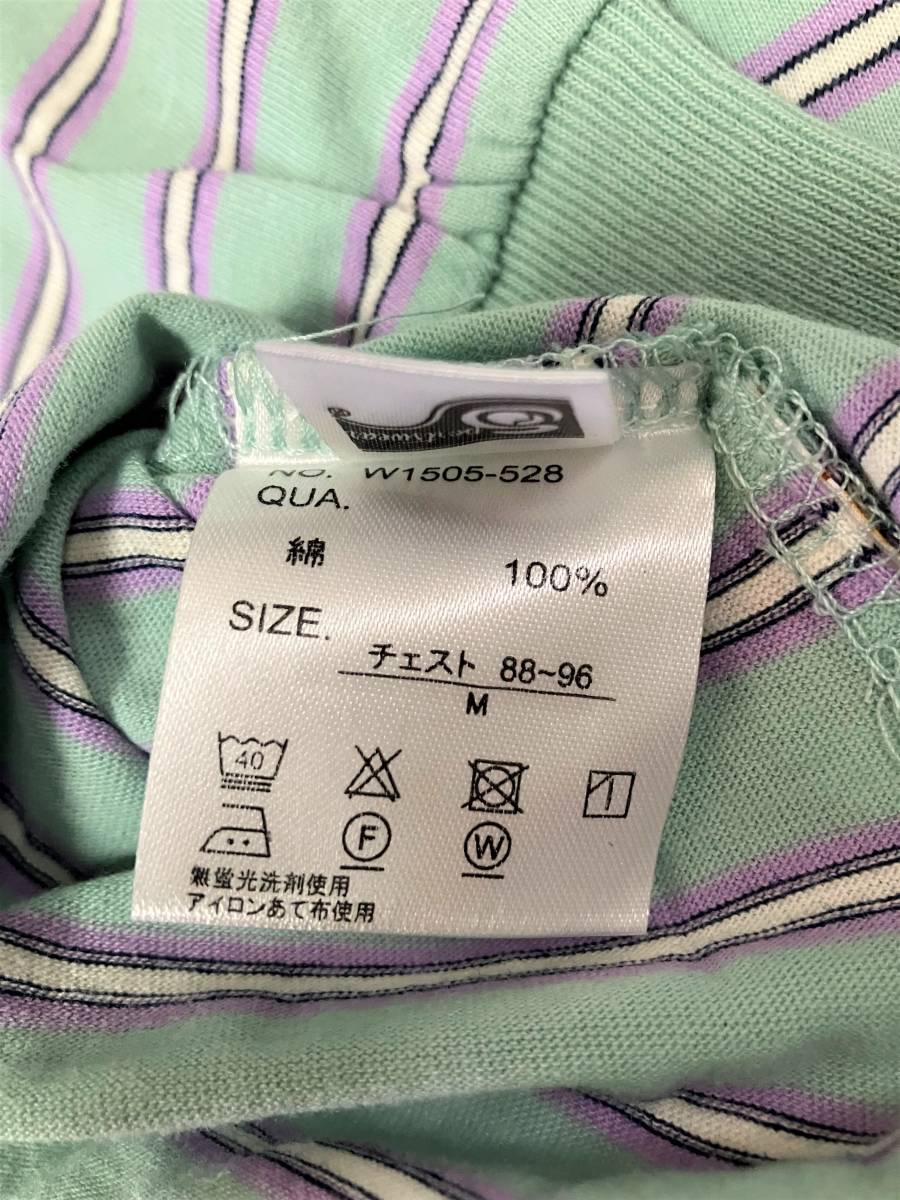 NO. W1505-528
QUA.
綿 100%
SIZE.
チェスト 88~96
M
40
F W
無蛍光洗剤使用
アイロンあて布使用